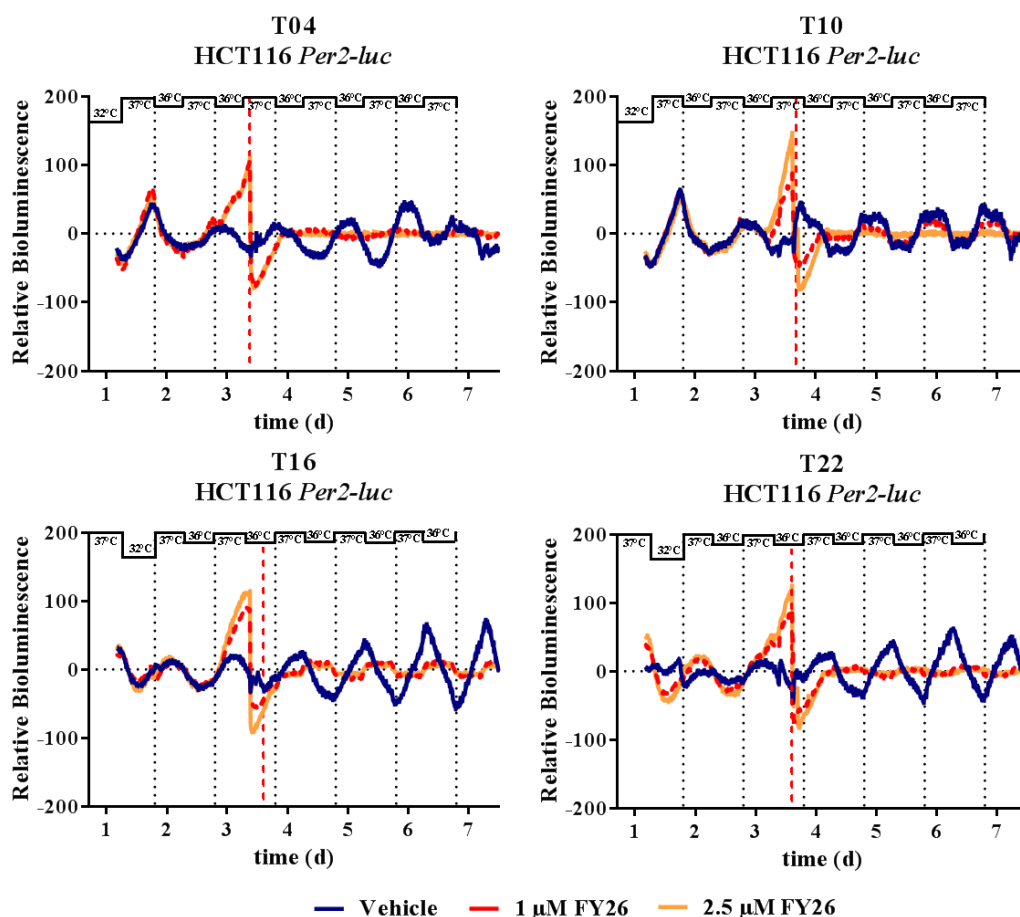 T04
HCT116 Per2-luc
32°C 37°C 36°C 37°C 36°C 37°C 36°C 37°C 36°C 37°C 36°C 37°C
Relative Bioluminescence
200
100
0
-100
-200
1 2 3 4 5 6 7
time (d)
T10
HCT116 Per2-luc
32°C 37°C 36°C 37°C 36°C 37°C 36°C 37°C 36°C 37°C 36°C 37°C
Relative Bioluminescence
200
100
0
-100
-200
1 2 3 4 5 6 7
time (d)
T16
HCT116 Per2-luc
37°C 32°C 37°C 36°C 37°C 36°C 37°C 36°C 37°C 36°C 37°C 36°C
Relative Bioluminescence
200
100
0
-100
-200
1 2 3 4 5 6 7
time (d)
T22
HCT116 Per2-luc
37°C 32°C 37°C 36°C 37°C 36°C 37°C 36°C 37°C 36°C 37°C 36°C
Relative Bioluminescence
200
100
0
-100
-200
1 2 3 4 5 6 7
time (d)
Vehicle 1 μM FY26 2.5 μM FY26